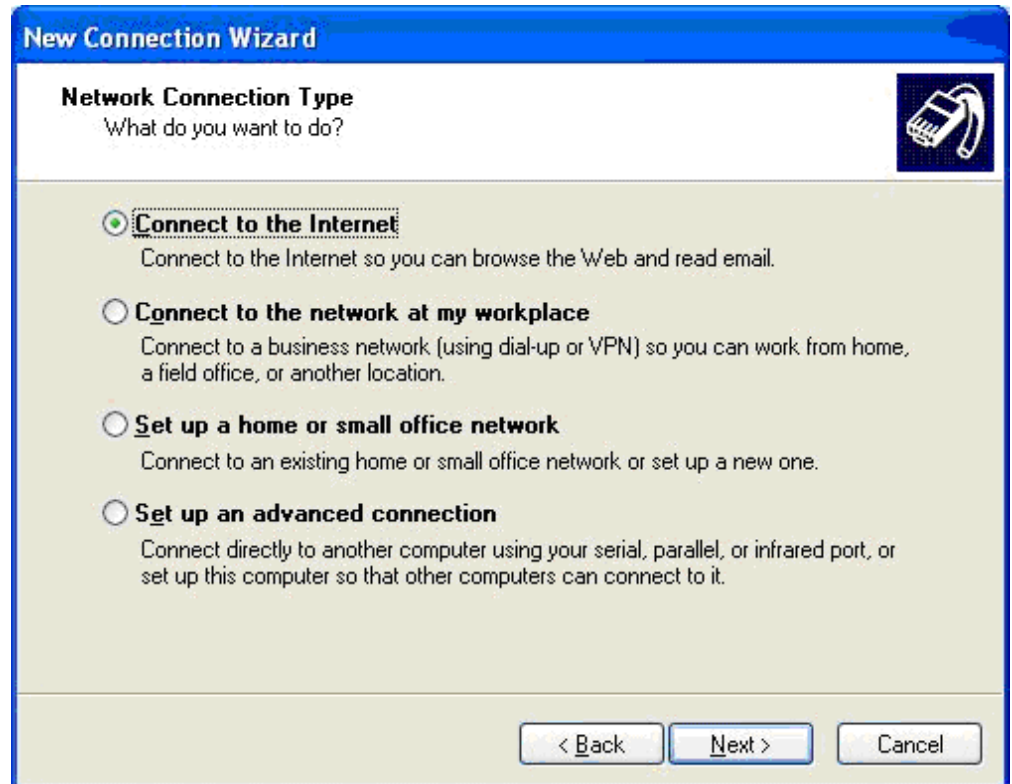 New Connection Wizard
Network Connection Type
What do you want to do?
Connect to the Internet
Connect to the Internet so you can browse the Web and read email.
Connect to the network at my workplace
Connect to a business network (using dial-up or VPN) so you can work from home,
a field office, or another location.
Set up a home or small office network
Connect to an existing home or small office network or set up a new one.
Set up an advanced connection
Connect directly to another computer using your serial, parallel, or infrared port, or
set up this computer so that other computers can connect to it.
< Back
Next >
Cancel